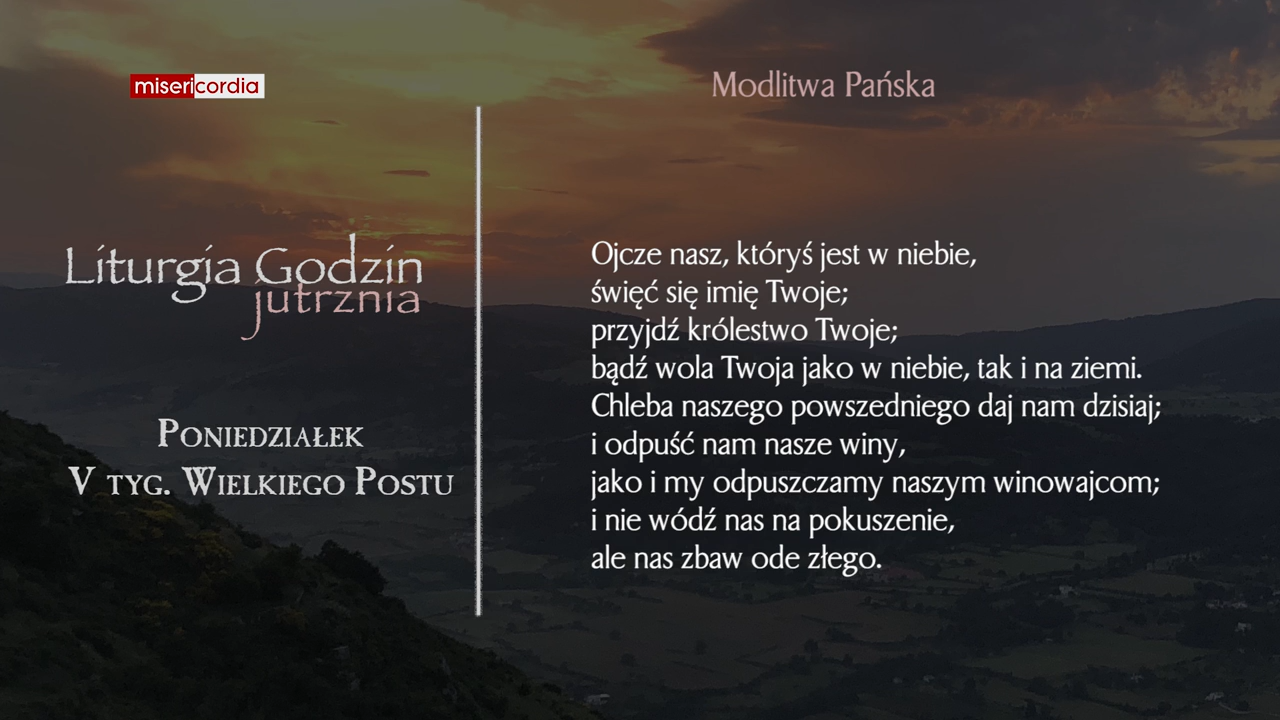 misericordia
Liturgia Godzin
jutrznia
Poniedziałek
V tyg. Wielkiego Postu
Modlitwa Pańska
Ojcze nasz, któryś jest w niebie,
święć się imię Twoje;
przyjdź królestwo Twoje;
bądź wola Twoja jako w niebie, tak i na ziemi.
Chleba naszego powszedniego daj nam dzisiaj;
i odpuść nam nasze winy,
jako i my odpuszczamy naszym winowajcom;
i nie wódź nas na pokuszenie,
ale nas zbaw ode złego.